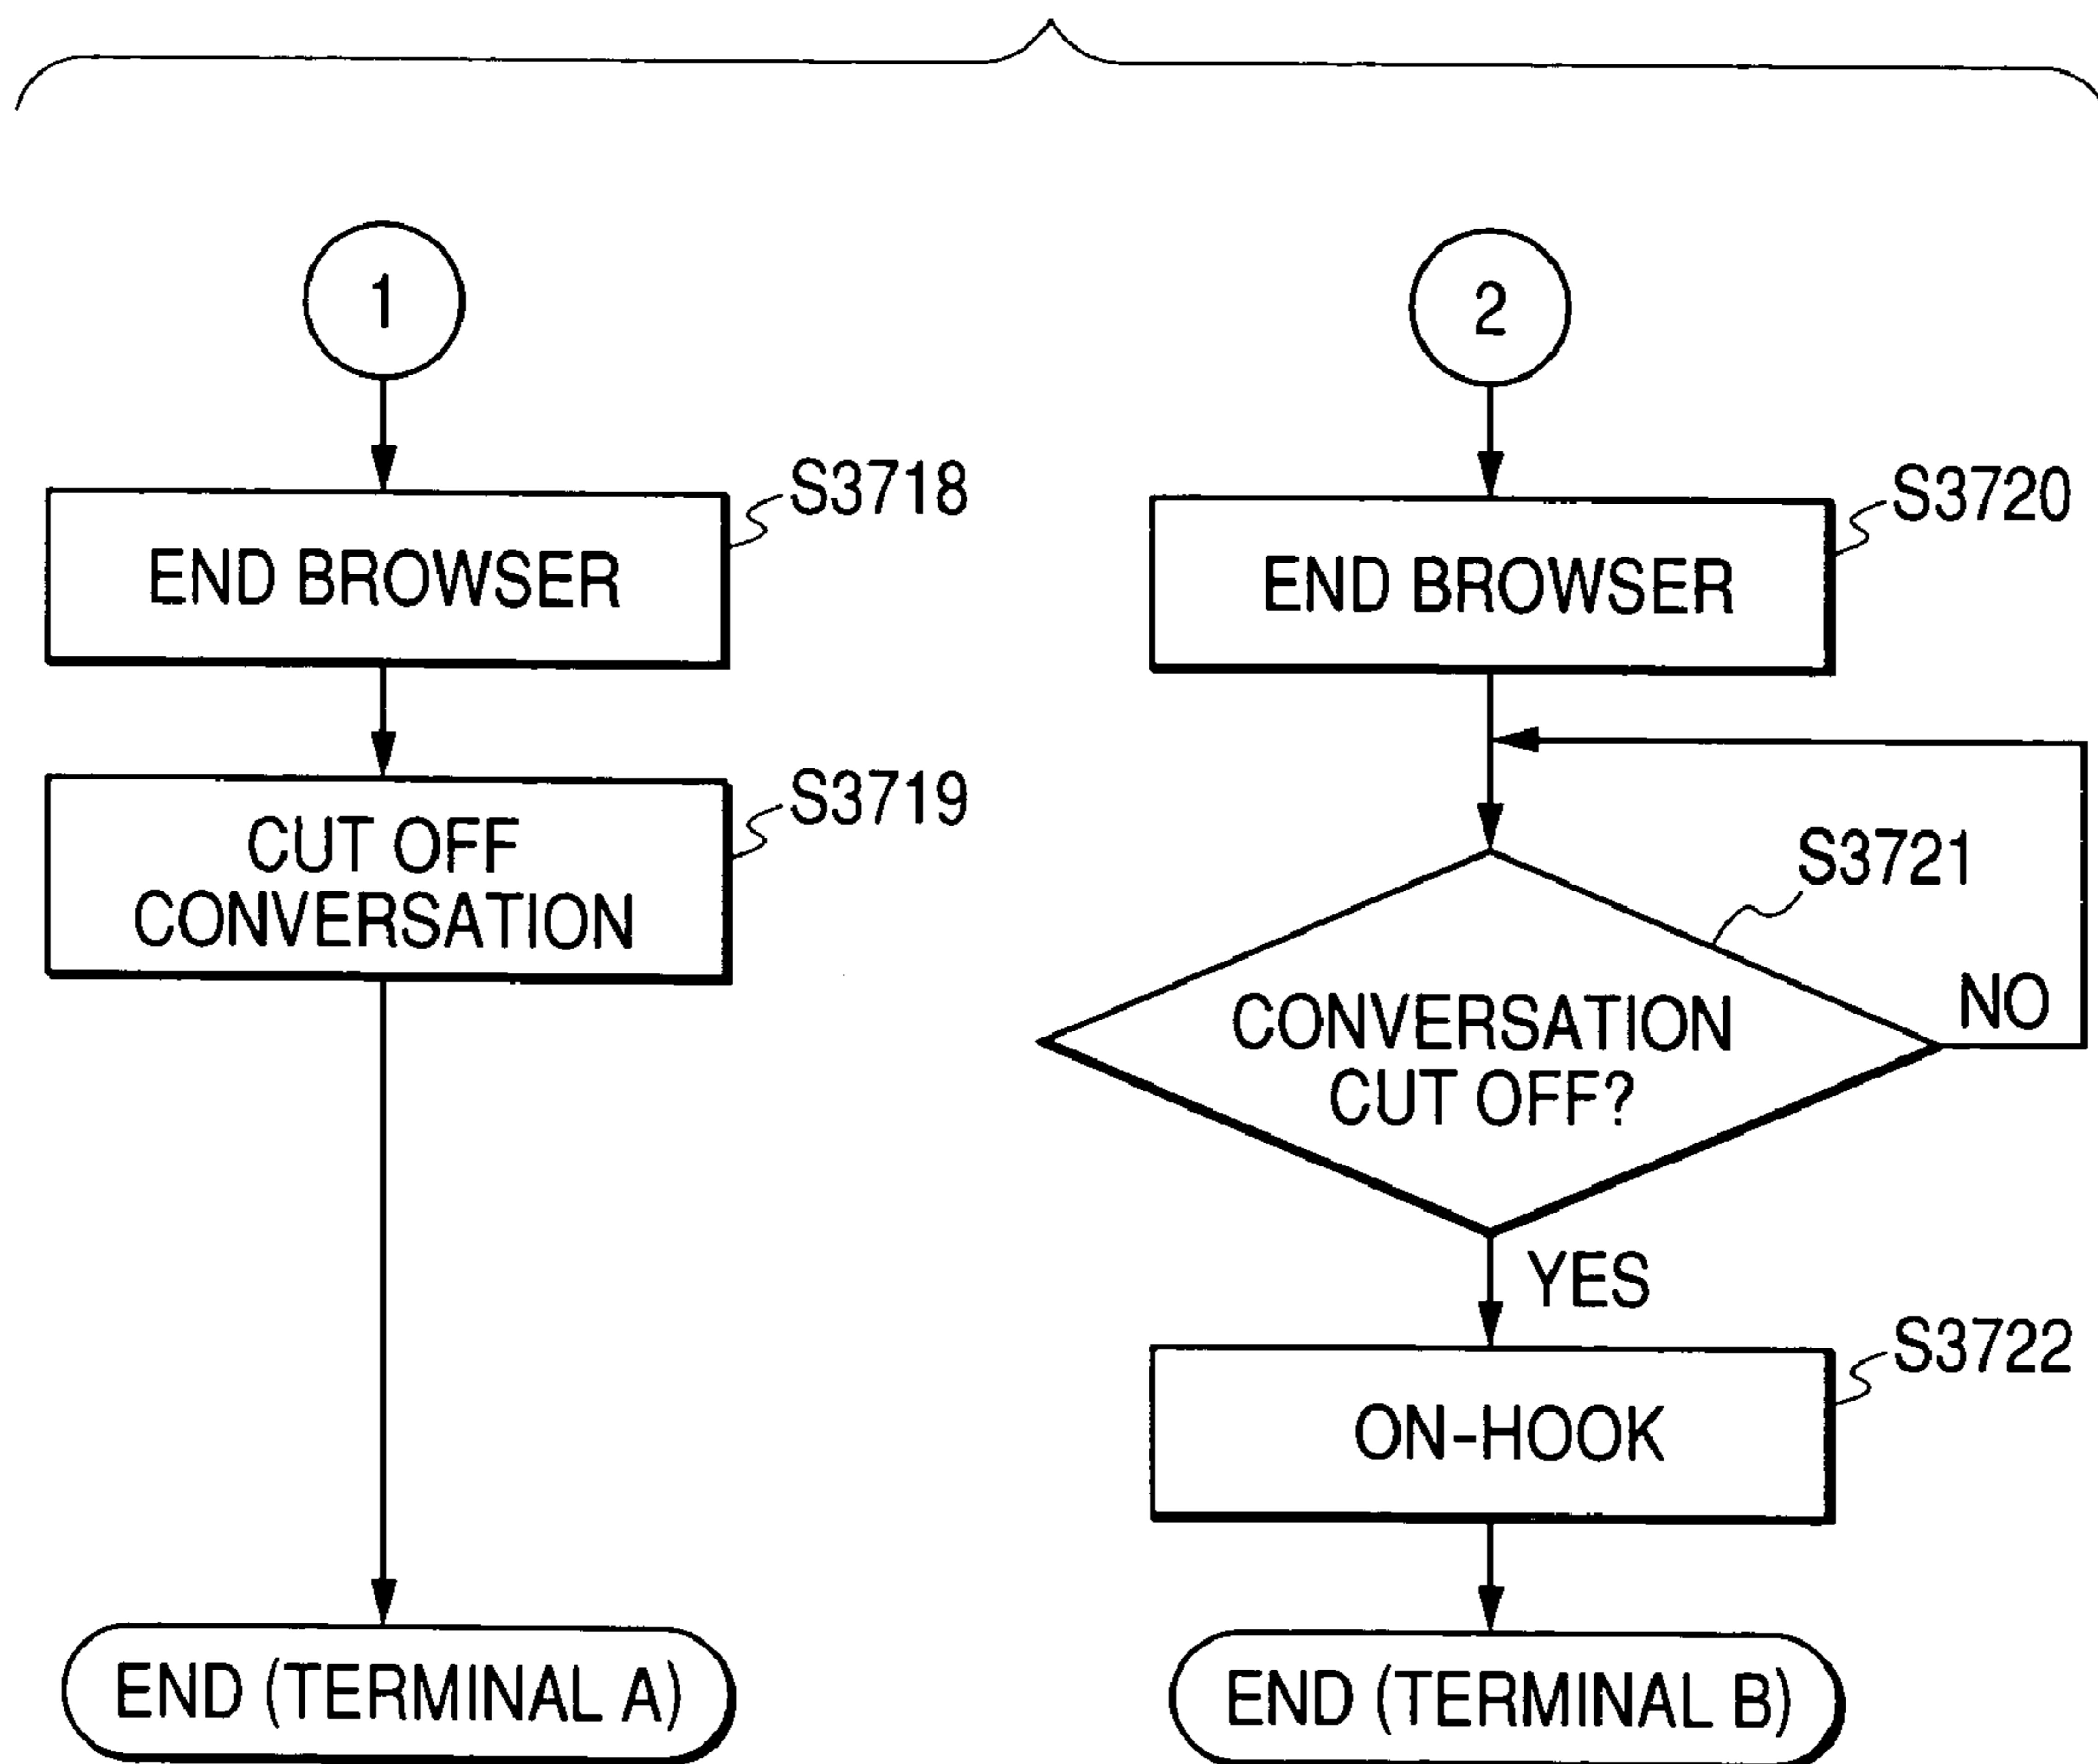 1
S3718
END BROWSER
S3719
CUT OFF
CONVERSATION
END (TERMINAL A)
2
S3720
END BROWSER
S3721
CONVERSATION
CUT OFF?
NO
YES
S3722
ON-HOOK
END (TERMINAL B)